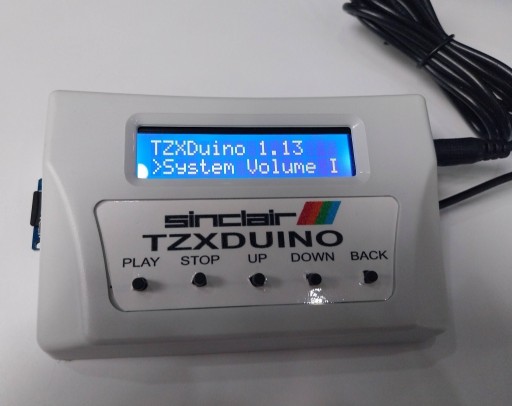 TZXDuino 1.13
>System Volume I
sinclair
TZXDUINO
PLAY STOP UP DOWN BACK